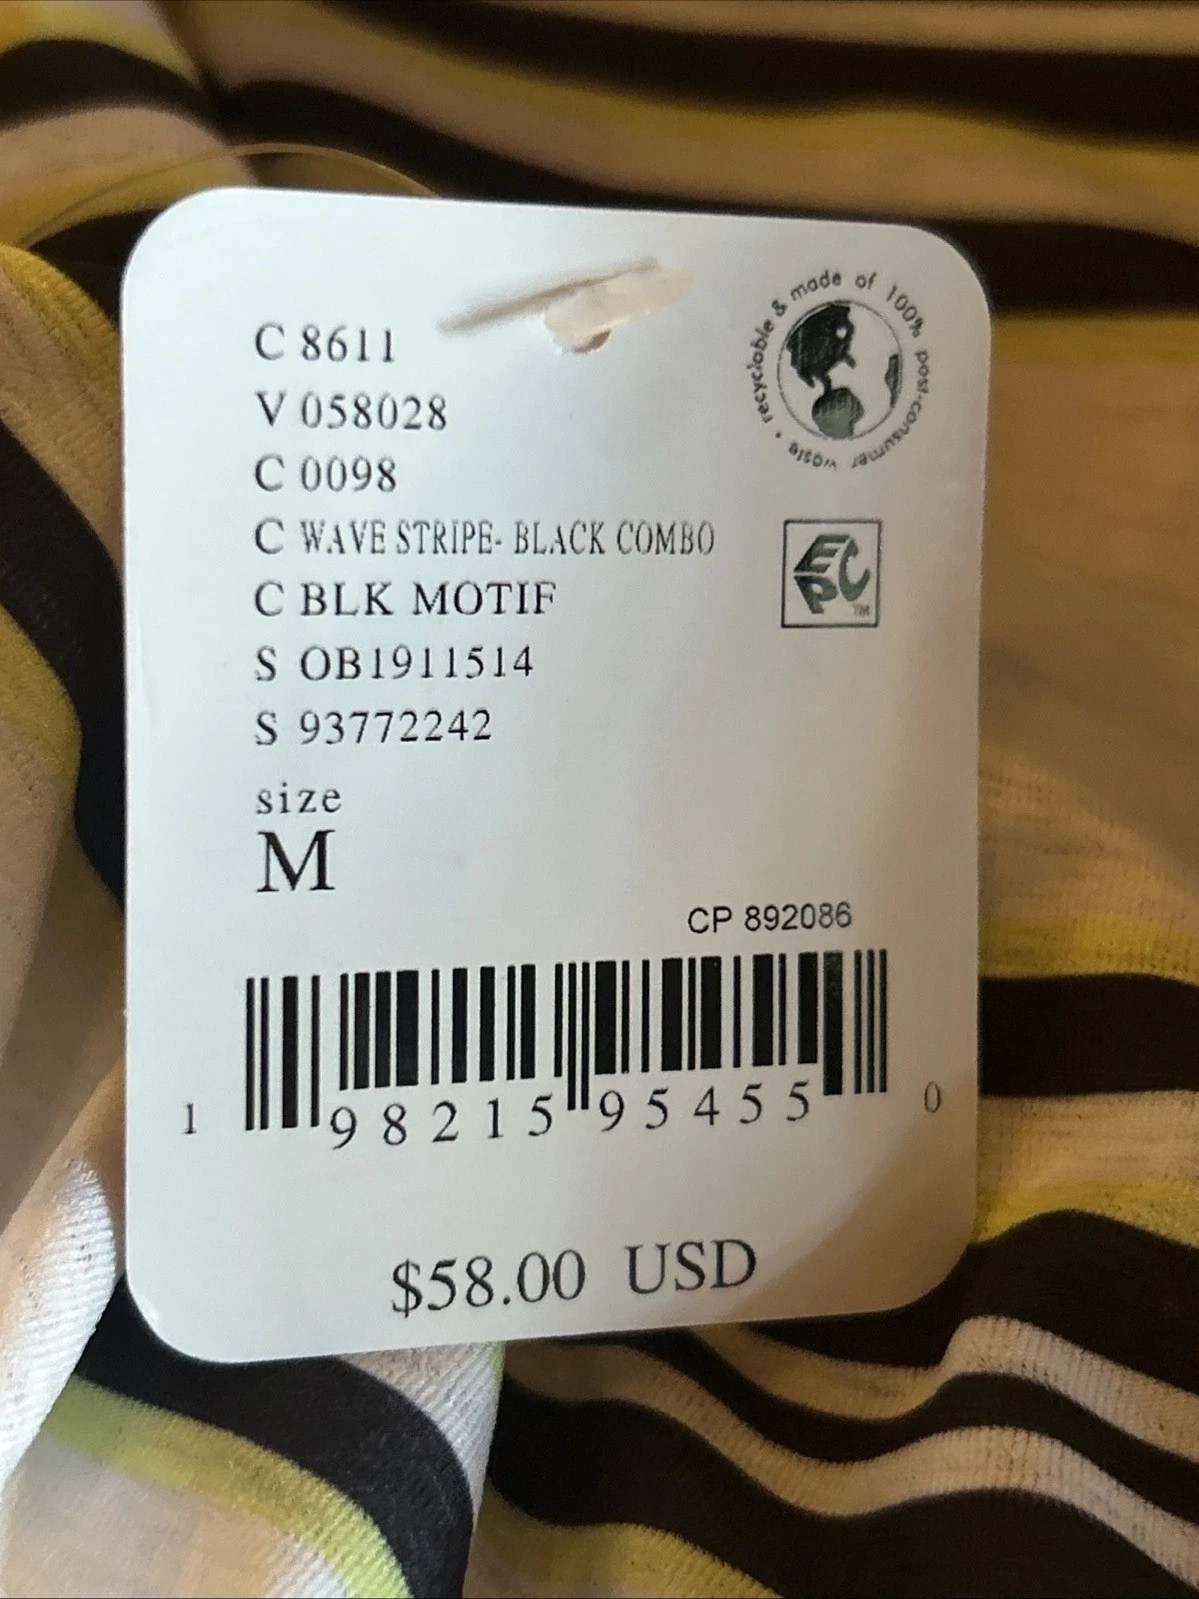 C 8611
V 058028
C 0098
C WAVE STRIPE- BLACK COMBO
C BLK MOTIF
S OB1911514
S 93772242
size
M
recyclable & made of 100% post-consumer waste •
EPC™
CP 892086
1 98215 95455 0
$58.00 USD